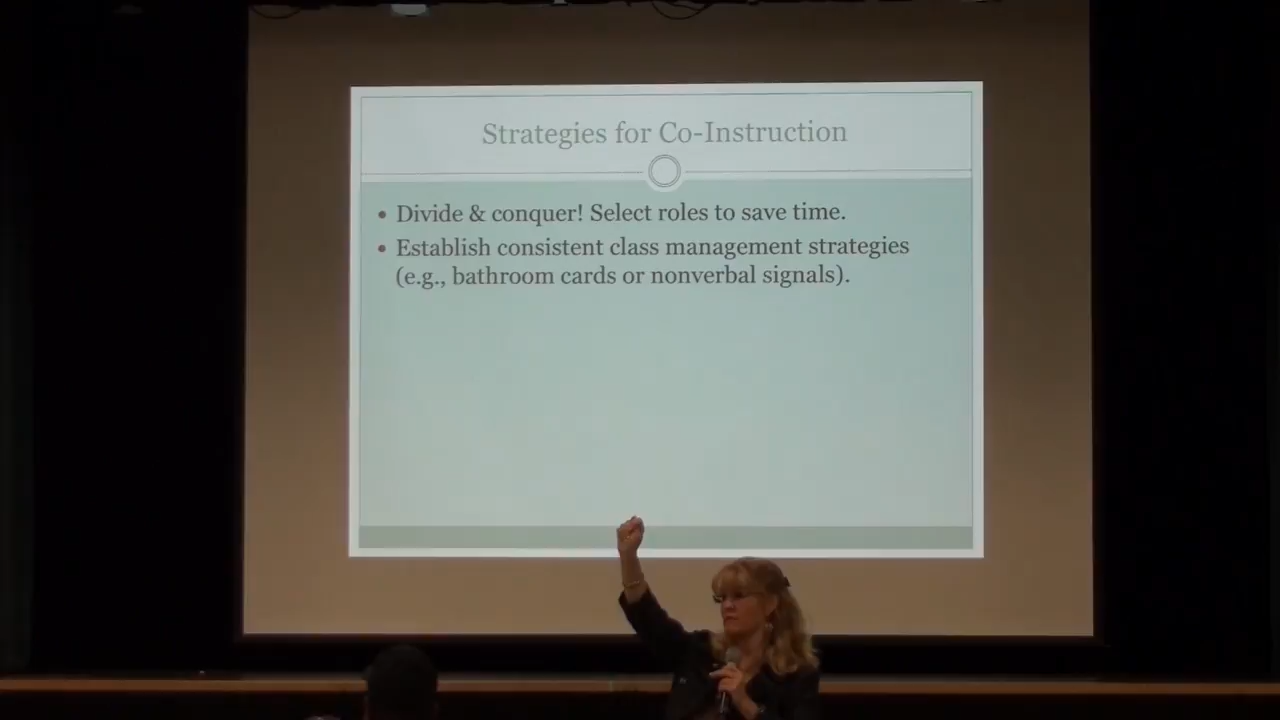 Strategies for Co-Instruction
• Divide & conquer! Select roles to save time.
• Establish consistent class management strategies
(e.g., bathroom cards or nonverbal signals).